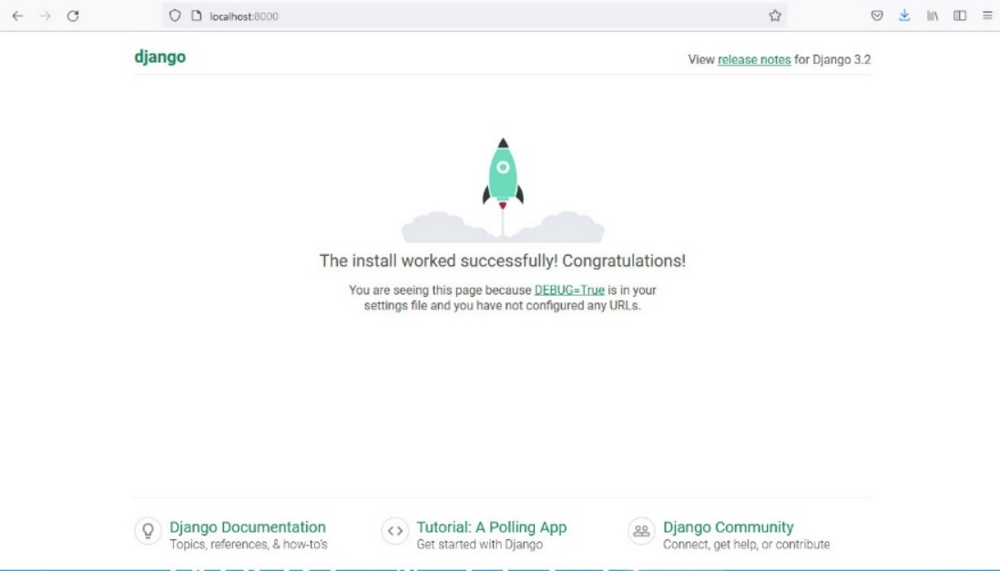 localhost:8000
django
View release notes for Django 3.2
The install worked successfully! Congratulations!
You are seeing this page because DEBUG=True is in your
settings file and you have not configured any URLs.
Django Documentation
Topics, references, & how-to's
Tutorial: A Polling App
Get started with Django
Django Community
Connect, get help, or contribute